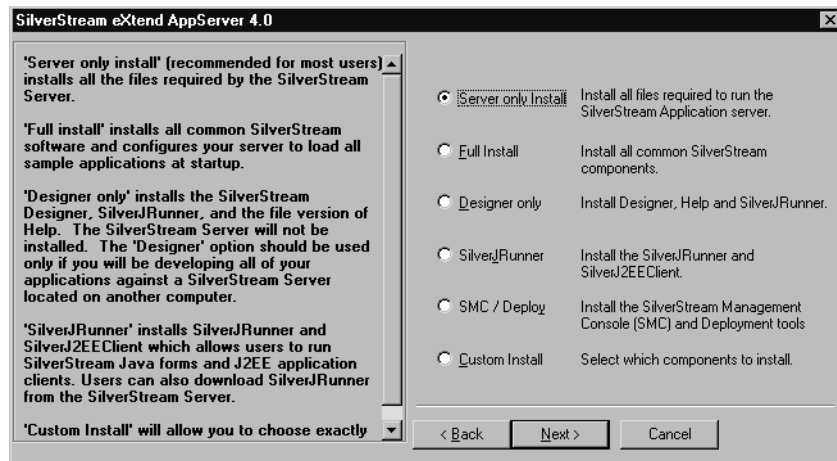 SilverStream eXtend AppServer 4.0
'Server only install' (recommended for most users)
installs all the files required by the SilverStream
Server.
'Full install' installs all common SilverStream
software and configures your server to load all
sample applications at startup.
'Designer only' installs the SilverStream
Designer, SilverJRunner, and the file version of
Help. The SilverStream Server will not be
installed. The 'Designer' option should be used
only if you will be developing all of your
applications against a SilverStream Server
located on another computer.
'SilverJRunner' installs SilverJRunner and
SilverJ2EEClient which allows users to run
SilverStream Java forms and J2EE application
clients. Users can also download SilverJRunner
from the SilverStream Server.
'Custom Install' will allow you to choose exactly
Server only Install
Install all files required to run the
SilverStream Application server.
Full Install
Install all common SilverStream
components.
Designer only
Install Designer, Help and SilverJRunner.
SilverJRunner
Install the SilverJRunner and
SilverJ2EEClient.
SMC / Deploy
Install the SilverStream Management
Console (SMC) and Deployment tools
Custom Install
Select which components to install.
< Back
Next >
Cancel